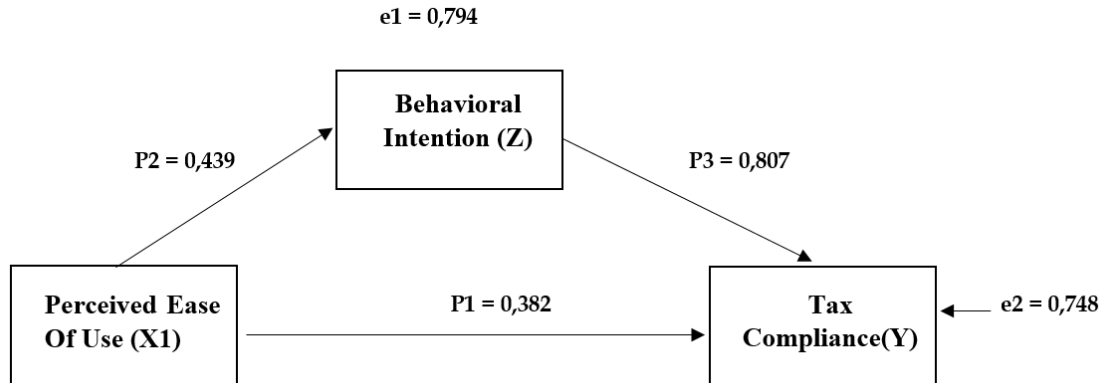 e1 = 0,794
Behavioral
Intention (Z)
P2 = 0,439
P3 = 0,807
Perceived Ease
Of Use (X1)
P1 = 0,382
Tax
Compliance(Y)
e2 = 0,748